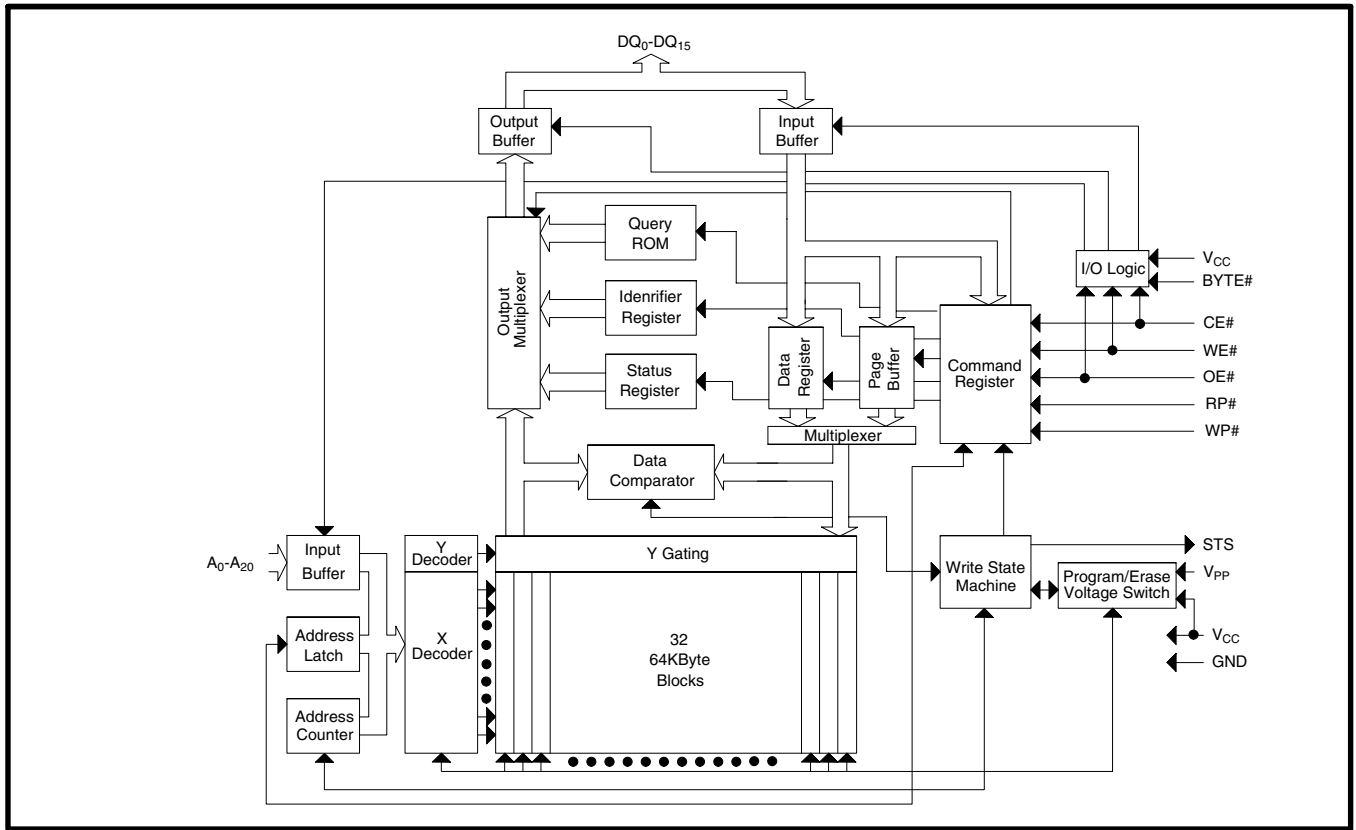 DQ0-DQ15
Output
Buffer
Input
Buffer
Query
ROM
Output
Multiplexer
Idenrifier
Register
Status
Register
Data
Register
Page
Buffer
Multiplexer
I/O Logic
VCC
BYTE#
Command
Register
CE#
WE#
OE#
RP#
WP#
Data
Comparator
A0-A20
Input
Buffer
Y
Decoder
Y Gating
Write State
Machine
Program/Erase
Voltage Switch
STS
VPP
VCC
GND
Address
Latch
X
Decoder
32
64KByte
Blocks
Address
Counter